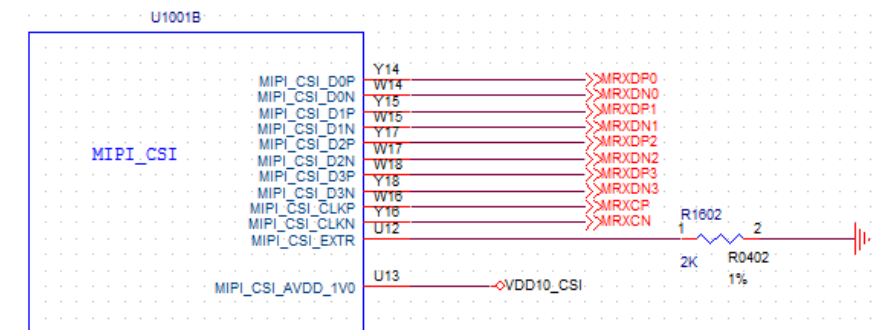 U1001B
MIPI_CSI
MIPI_CSI_D0P Y14 MRXDP0
MIPI_CSI_D0N W14 MRXDN0
MIPI_CSI_D1P Y15 MRXDP1
MIPI_CSI_D1N W15 MRXDN1
MIPI_CSI_D2P Y17 MRXDP2
MIPI_CSI_D2N W17 MRXDN2
MIPI_CSI_D3P W18 MRXDP3
MIPI_CSI_D3N Y18 MRXDN3
MIPI_CSI_CLKP W16 MRXCP
MIPI_CSI_CLKN Y16 MRXCN
MIPI_CSI_EXTR U12
R1602
1 2
2K R0402
1%
MIPI_CSI_AVDD_1V0 U13 VDD10_CSI